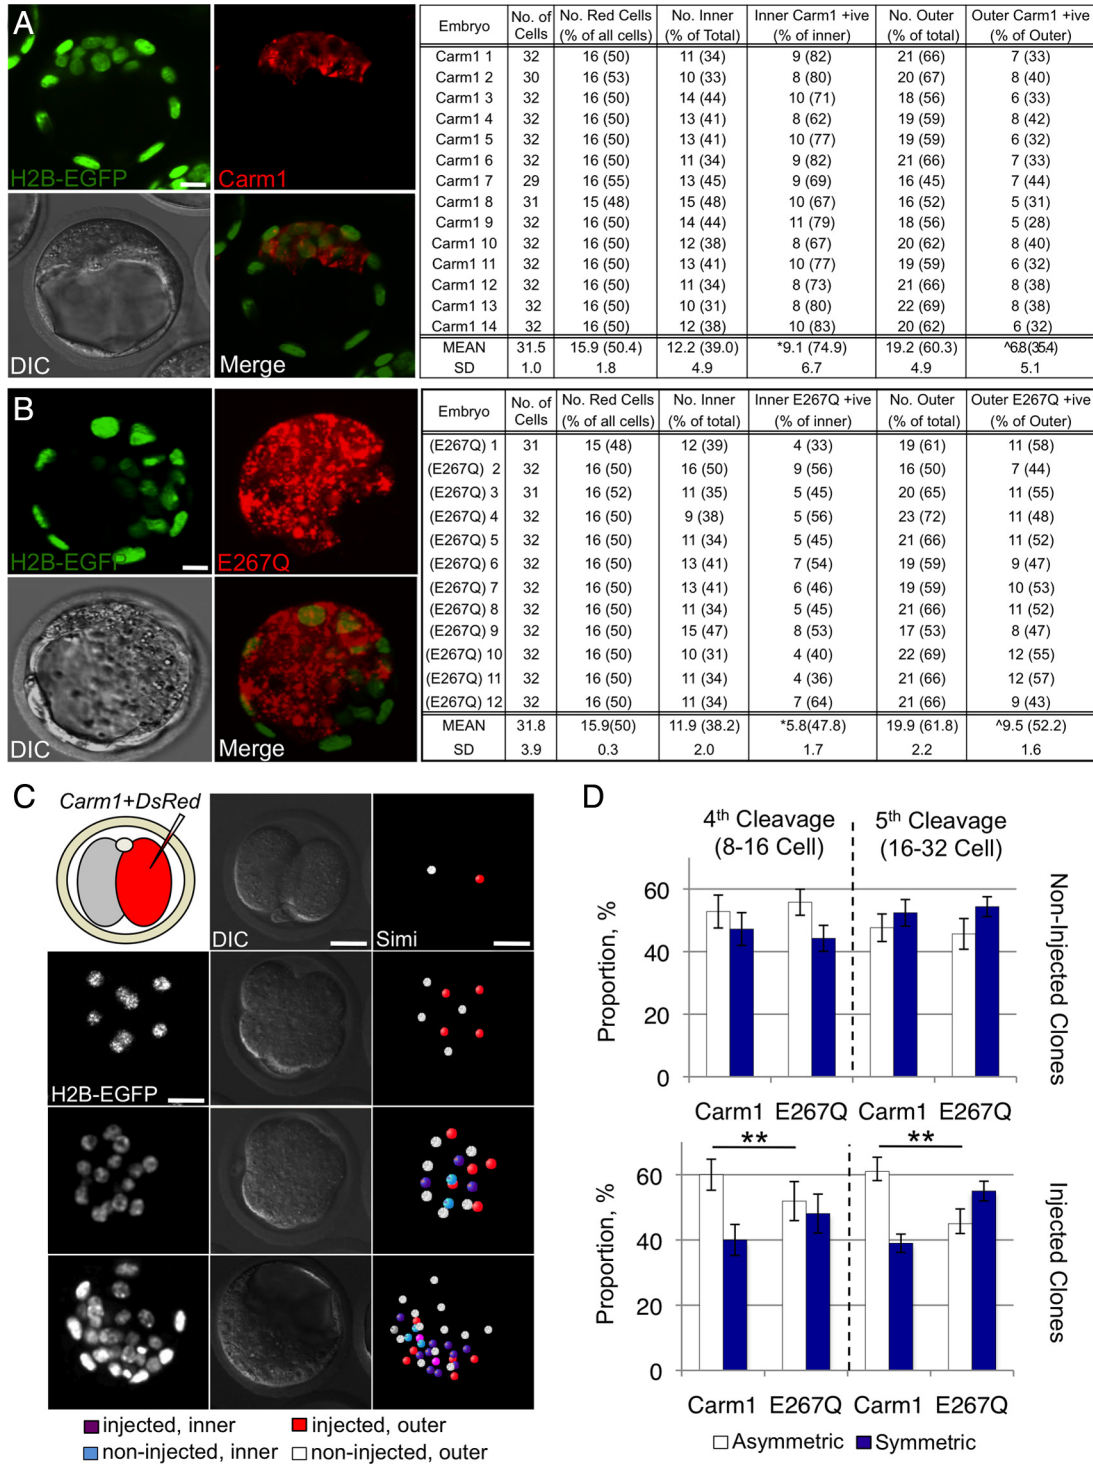 A
H2B-EGFP
Carm1
DIC
Merge
Embryo | No. of Cells | No. Red Cells (% of all cells) | No. Inner (% of Total) | Inner Carm1 +ive (% of inner) | No. Outer (% of total) | Outer Carm1 +ive (% of Outer)
Carm1 1 | 32 | 16 (50) | 11 (34) | 9 (82) | 21 (66) | 7 (33)
Carm1 2 | 30 | 16 (53) | 10 (33) | 8 (80) | 20 (67) | 8 (40)
Carm1 3 | 32 | 16 (50) | 14 (44) | 10 (71) | 18 (56) | 6 (33)
Carm1 4 | 32 | 16 (50) | 13 (41) | 8 (62) | 19 (59) | 8 (42)
Carm1 5 | 32 | 16 (50) | 13 (41) | 10 (77) | 19 (59) | 6 (32)
Carm1 6 | 32 | 16 (50) | 11 (34) | 9 (82) | 21 (66) | 7 (33)
Carm1 7 | 29 | 16 (55) | 13 (45) | 9 (69) | 16 (45) | 7 (44)
Carm1 8 | 31 | 15 (48) | 15 (48) | 10 (67) | 16 (52) | 5 (31)
Carm1 9 | 32 | 16 (50) | 14 (44) | 11 (79) | 18 (56) | 5 (28)
Carm1 10 | 32 | 16 (50) | 12 (38) | 8 (67) | 20 (62) | 8 (40)
Carm1 11 | 32 | 16 (50) | 13 (41) | 10 (77) | 19 (59) | 6 (32)
Carm1 12 | 32 | 16 (50) | 11 (34) | 8 (73) | 21 (66) | 8 (38)
Carm1 13 | 32 | 16 (50) | 10 (31) | 8 (80) | 22 (69) | 8 (38)
Carm1 14 | 32 | 16 (50) | 12 (38) | 10 (83) | 20 (62) | 6 (32)
MEAN | 31.5 | 15.9 (50.4) | 12.2 (39.0) | *9.1 (74.9) | 19.2 (60.3) | ^6.8(35.4)
SD | 1.0 | 1.8 | 4.9 | 6.7 | 4.9 | 5.1
B
H2B-EGFP
E267Q
DIC
Merge
Embryo | No. of Cells | No. Red Cells (% of all cells) | No. Inner (% of total) | Inner E267Q +ive (% of inner) | No. Outer (% of total) | Outer E267Q +ive (% of Outer)
(E267Q) 1 | 31 | 15 (48) | 12 (39) | 4 (33) | 19 (61) | 11 (58)
(E267Q) 2 | 32 | 16 (50) | 16 (50) | 9 (56) | 16 (50) | 7 (44)
(E267Q) 3 | 31 | 16 (52) | 11 (35) | 5 (45) | 20 (65) | 11 (55)
(E267Q) 4 | 32 | 16 (50) | 9 (38) | 5 (56) | 23 (72) | 11 (48)
(E267Q) 5 | 32 | 16 (50) | 11 (34) | 5 (45) | 21 (66) | 11 (52)
(E267Q) 6 | 32 | 16 (50) | 13 (41) | 7 (54) | 19 (59) | 9 (47)
(E267Q) 7 | 32 | 16 (50) | 13 (41) | 6 (46) | 19 (59) | 10 (53)
(E267Q) 8 | 32 | 16 (50) | 11 (34) | 5 (45) | 21 (66) | 11 (52)
(E267Q) 9 | 32 | 16 (50) | 15 (47) | 8 (53) | 17 (53) | 8 (47)
(E267Q) 10 | 32 | 16 (50) | 10 (31) | 4 (40) | 22 (69) | 12 (55)
(E267Q) 11 | 32 | 16 (50) | 11 (34) | 4 (36) | 21 (66) | 12 (57)
(E267Q) 12 | 32 | 16 (50) | 11 (34) | 7 (64) | 21 (66) | 9 (43)
MEAN | 31.8 | 15.9(50) | 11.9 (38.2) | *5.8(47.8) | 19.9 (61.8) | ^9.5 (52.2)
SD | 3.9 | 0.3 | 2.0 | 1.7 | 2.2 | 1.6
C
Carm1+DsRed
DIC
Simi
H2B-EGFP
injected, inner
injected, outer
non-injected, inner
non-injected, outer
D
4th Cleavage (8-16 Cell)
5th Cleavage (16-32 Cell)
Proportion, %
60
40
20
0
Carm1 E267Q Carm1 E267Q
Non-Injected Clones
Proportion, %
60
40
20
0
**
**
Carm1 E267Q Carm1 E267Q
Injected Clones
Asymmetric
Symmetric